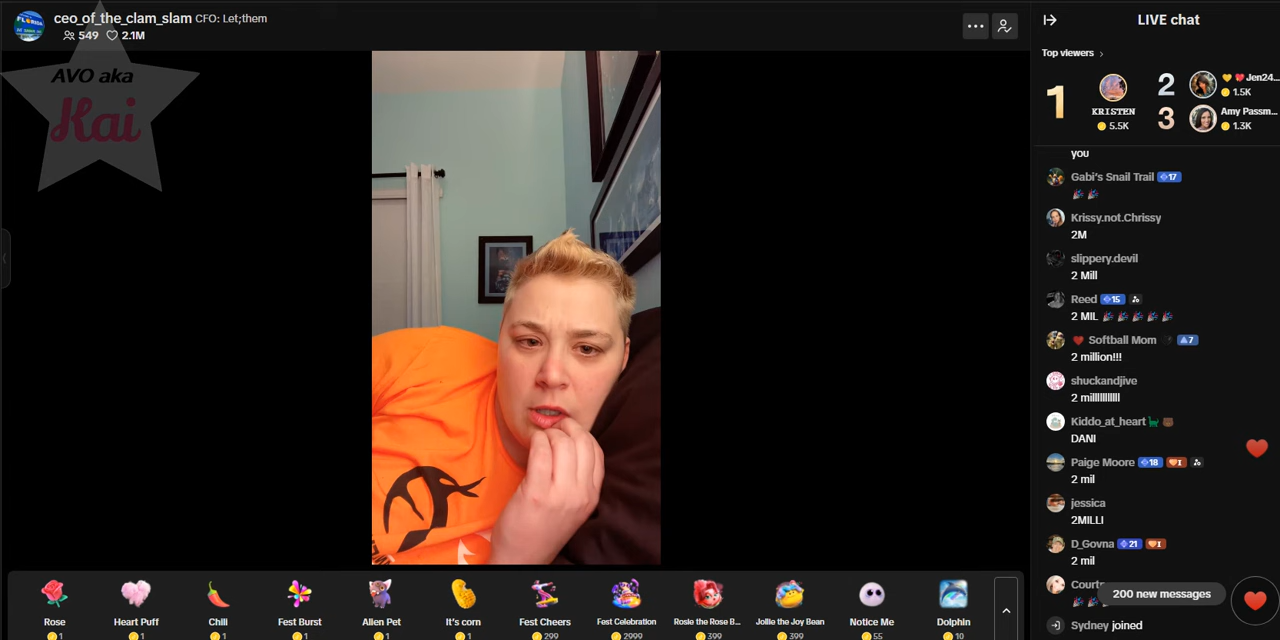 ceo_of_the_clam_slam CFO: Let;them
549 2.1M
AVO aka
Kai
LIVE chat
Top viewers
1
KRISTEN
5.5K
2
Jen24...
1.5K
3
Amy Passm...
1.3K
you
Gabi's Snail Trail 17
Krissy.not.Chrissy
2M
slippery.devil
2 Mill
Reed 15
2 MIL
Softball Mom 7
2 million!!!
shuckandjive
2 millllllllllll
Kiddo_at_heart
DANI
Paige Moore 18 I
2 mil
jessica
2MILLI
D_Govna 21 I
2 mil
Courts
200 new messages
Sydney joined
Rose
1
Heart Puff
1
Chili
1
Fest Burst
1
Alien Pet
1
It's corn
1
Fest Cheers
299
Fest Celebration
2999
Rosie the Rose B...
399
Jollie the Joy Bean
399
Notice Me
55
Dolphin
10